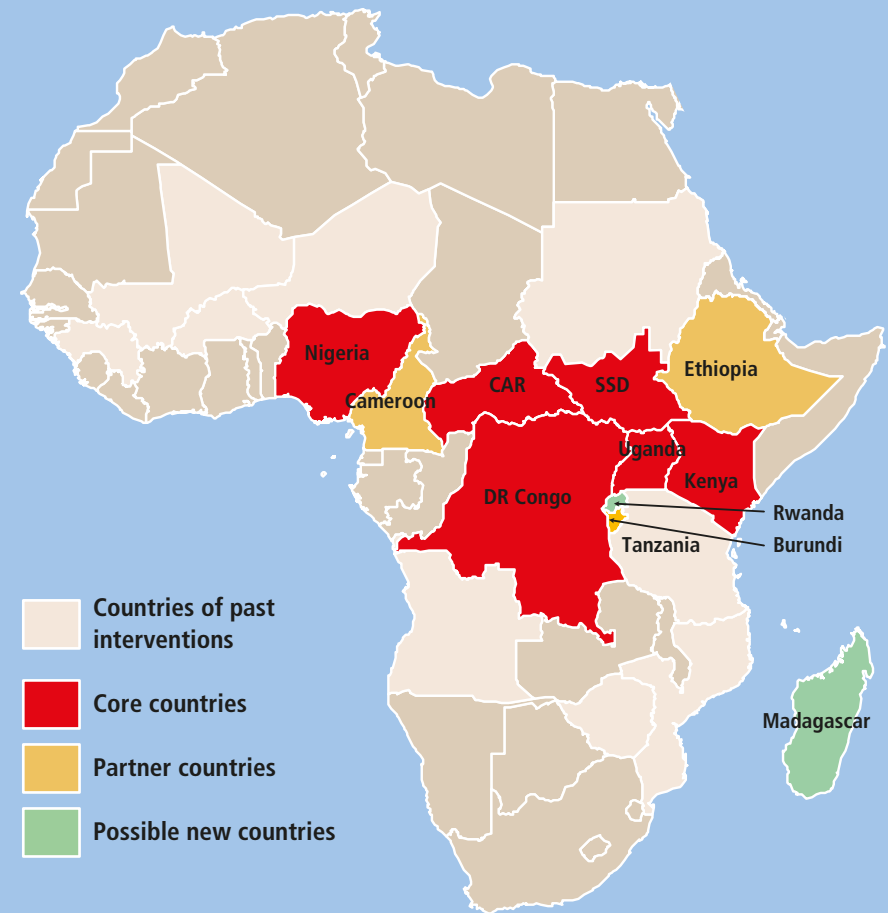 Nigeria
CAR
SSD
Ethiopia
Cameroon
Uganda
Kenya
DR Congo
Rwanda
Tanzania
Burundi
Countries of past
interventions
Core countries
Madagascar
Partner countries
Possible new countries